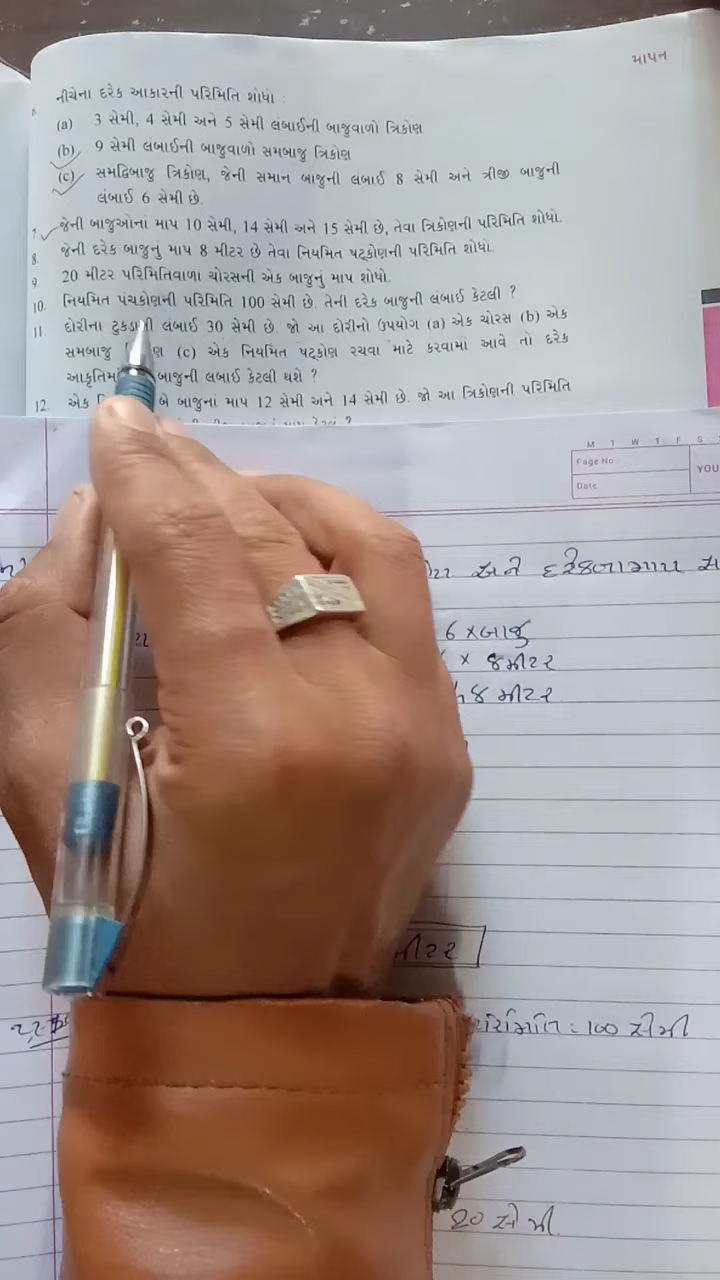 માપન
નીચેના દરેક આકારની પરિમિતિ શોધો :
(a) 3 સેમી, 4 સેમી અને 5 સેમી લંબાઈની બાજુવાળો ત્રિકોણ
(b) 9 સેમી લંબાઈની બાજુવાળો સમબાજુ ત્રિકોણ
(c) સમદ્વિબાજુ ત્રિકોણ, જેની સમાન બાજુની લંબાઈ 8 સેમી અને ત્રીજી બાજુની
લંબાઈ 6 સેમી છે.
7. જેની બાજુઓનાં માપ 10 સેમી, 14 સેમી અને 15 સેમી છે, તેવા ત્રિકોણની પરિમિતિ શોધો.
8. જેની દરેક બાજુનું માપ 8 મીટર છે તેવા નિયમિત ષટ્કોણની પરિમિતિ શોધો.
9. 20 મીટર પરિમિતિવાળા ચોરસની એક બાજુનું માપ શોધો.
10. નિયમિત પંચકોણની પરિમિતિ 100 સેમી છે. તેની દરેક બાજુની લંબાઈ કેટલી ?
11 દોરીના ટુકડાની લંબાઈ 30 સેમી છે. જો આ દોરીનો ઉપયોગ (a) એક ચોરસ (b) એક
સમબાજુ ણ (c) એક નિયમિત ષટ્કોણ રચવા માટે કરવામાં આવે તો દરેક
બાજુની લંબાઈ કેટલી થશે ?
12. એક બે બાજુનાં માપ 12 સેમી અને 14 સેમી છે. જો આ ત્રિકોણની પરિમિતિ
M T W T F S
Page No
Date
YOU
અને
6 × બાજુ
× 8 મીટર
મીટર
મીટર
= 100 સેમી
20 સેમી